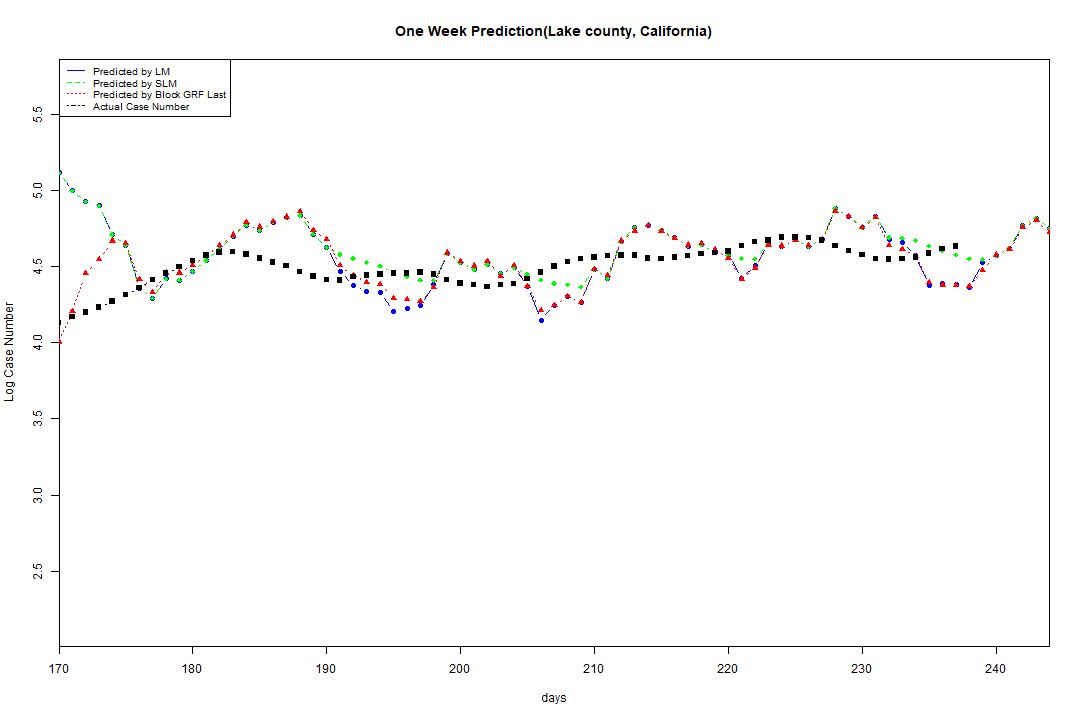 One Week Prediction(Lake county, California)
Predicted by LM
Predicted by SLM
Predicted by Block GRF Last
Actual Case Number
5.5
5.0
4.5
4.0
3.5
3.0
2.5
Log Case Number
170 180 190 200 210 220 230 240
days